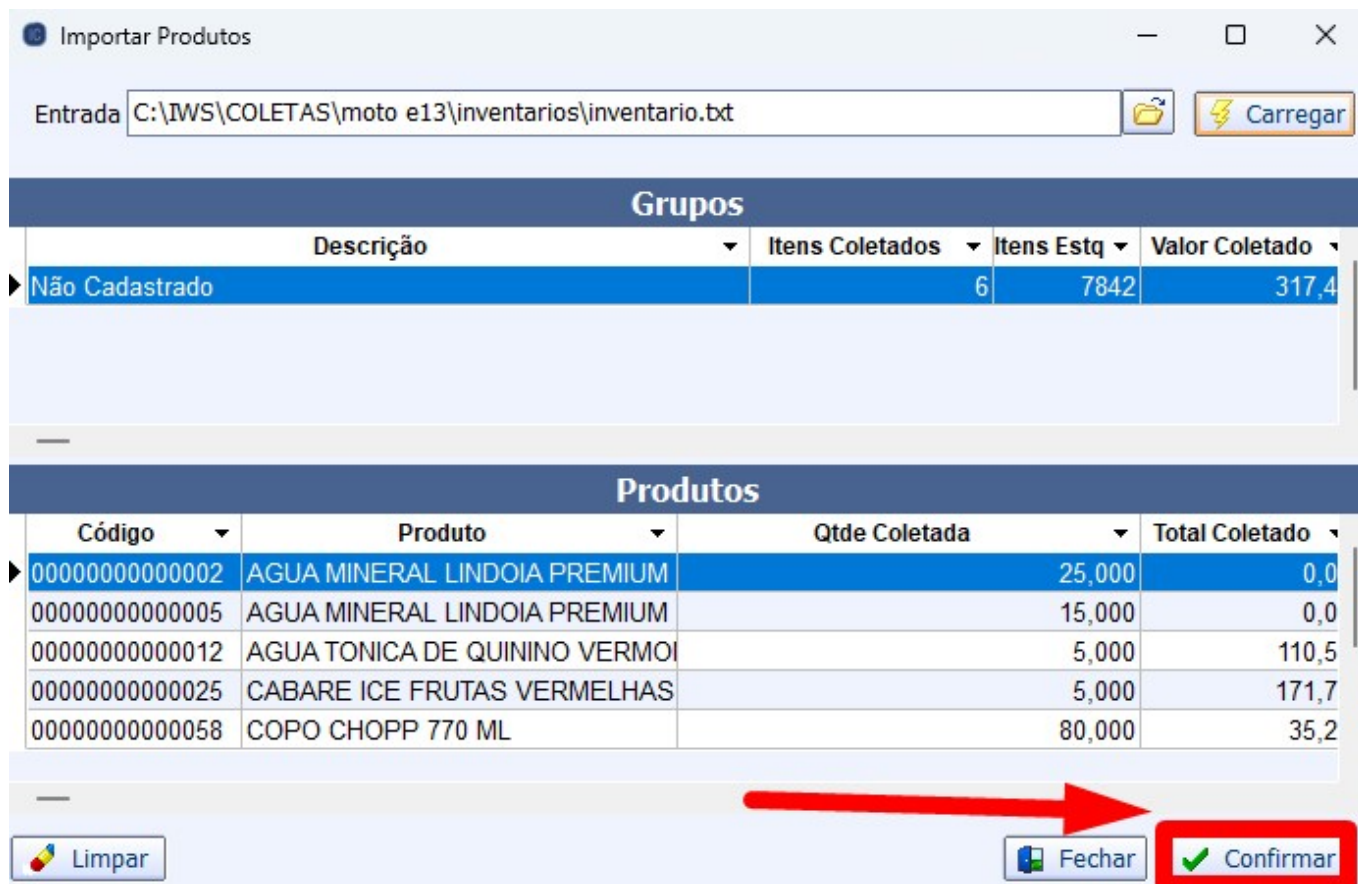 Importar Produtos
Entrada C:\IWS\COLETAS\moto e13\inventarios\inventario.txt Carregar
Grupos
Descrição Itens Coletados Itens Estq Valor Coletado
Não Cadastrado 6 7842 317,4
Produtos
Código Produto Qtde Coletada Total Coletado
00000000000002 AGUA MINERAL LINDOIA PREMIUM 25,000 0,0
00000000000005 AGUA MINERAL LINDOIA PREMIUM 15,000 0,0
00000000000012 AGUA TONICA DE QUININO 5,000 110,5
00000000000025 CABARE ICE FRUTAS VERMELHAS 5,000 171,7
00000000000058 COPO CHOPP 770 ML 80,000 35,2
Limpar Fechar Confirmar